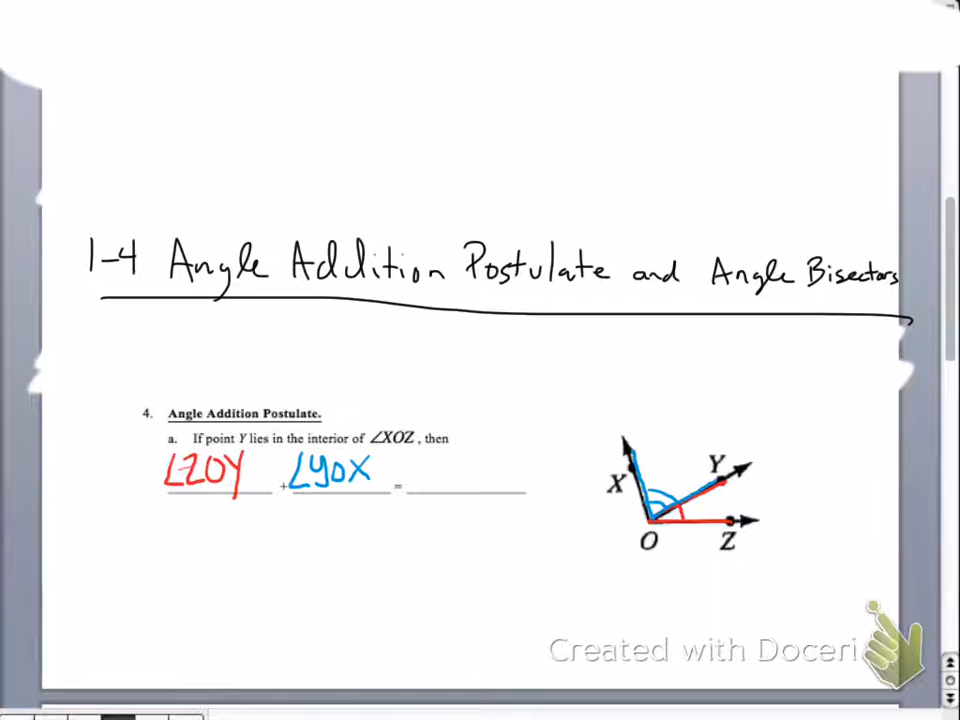 1-4 Angle Addition Postulate and Angle Bisectors
4. Angle Addition Postulate.
a. If point Y lies in the interior of ∠XOZ, then
∠ZOY + ∠YOX =
X
Y
O
Z
Created with Doceri